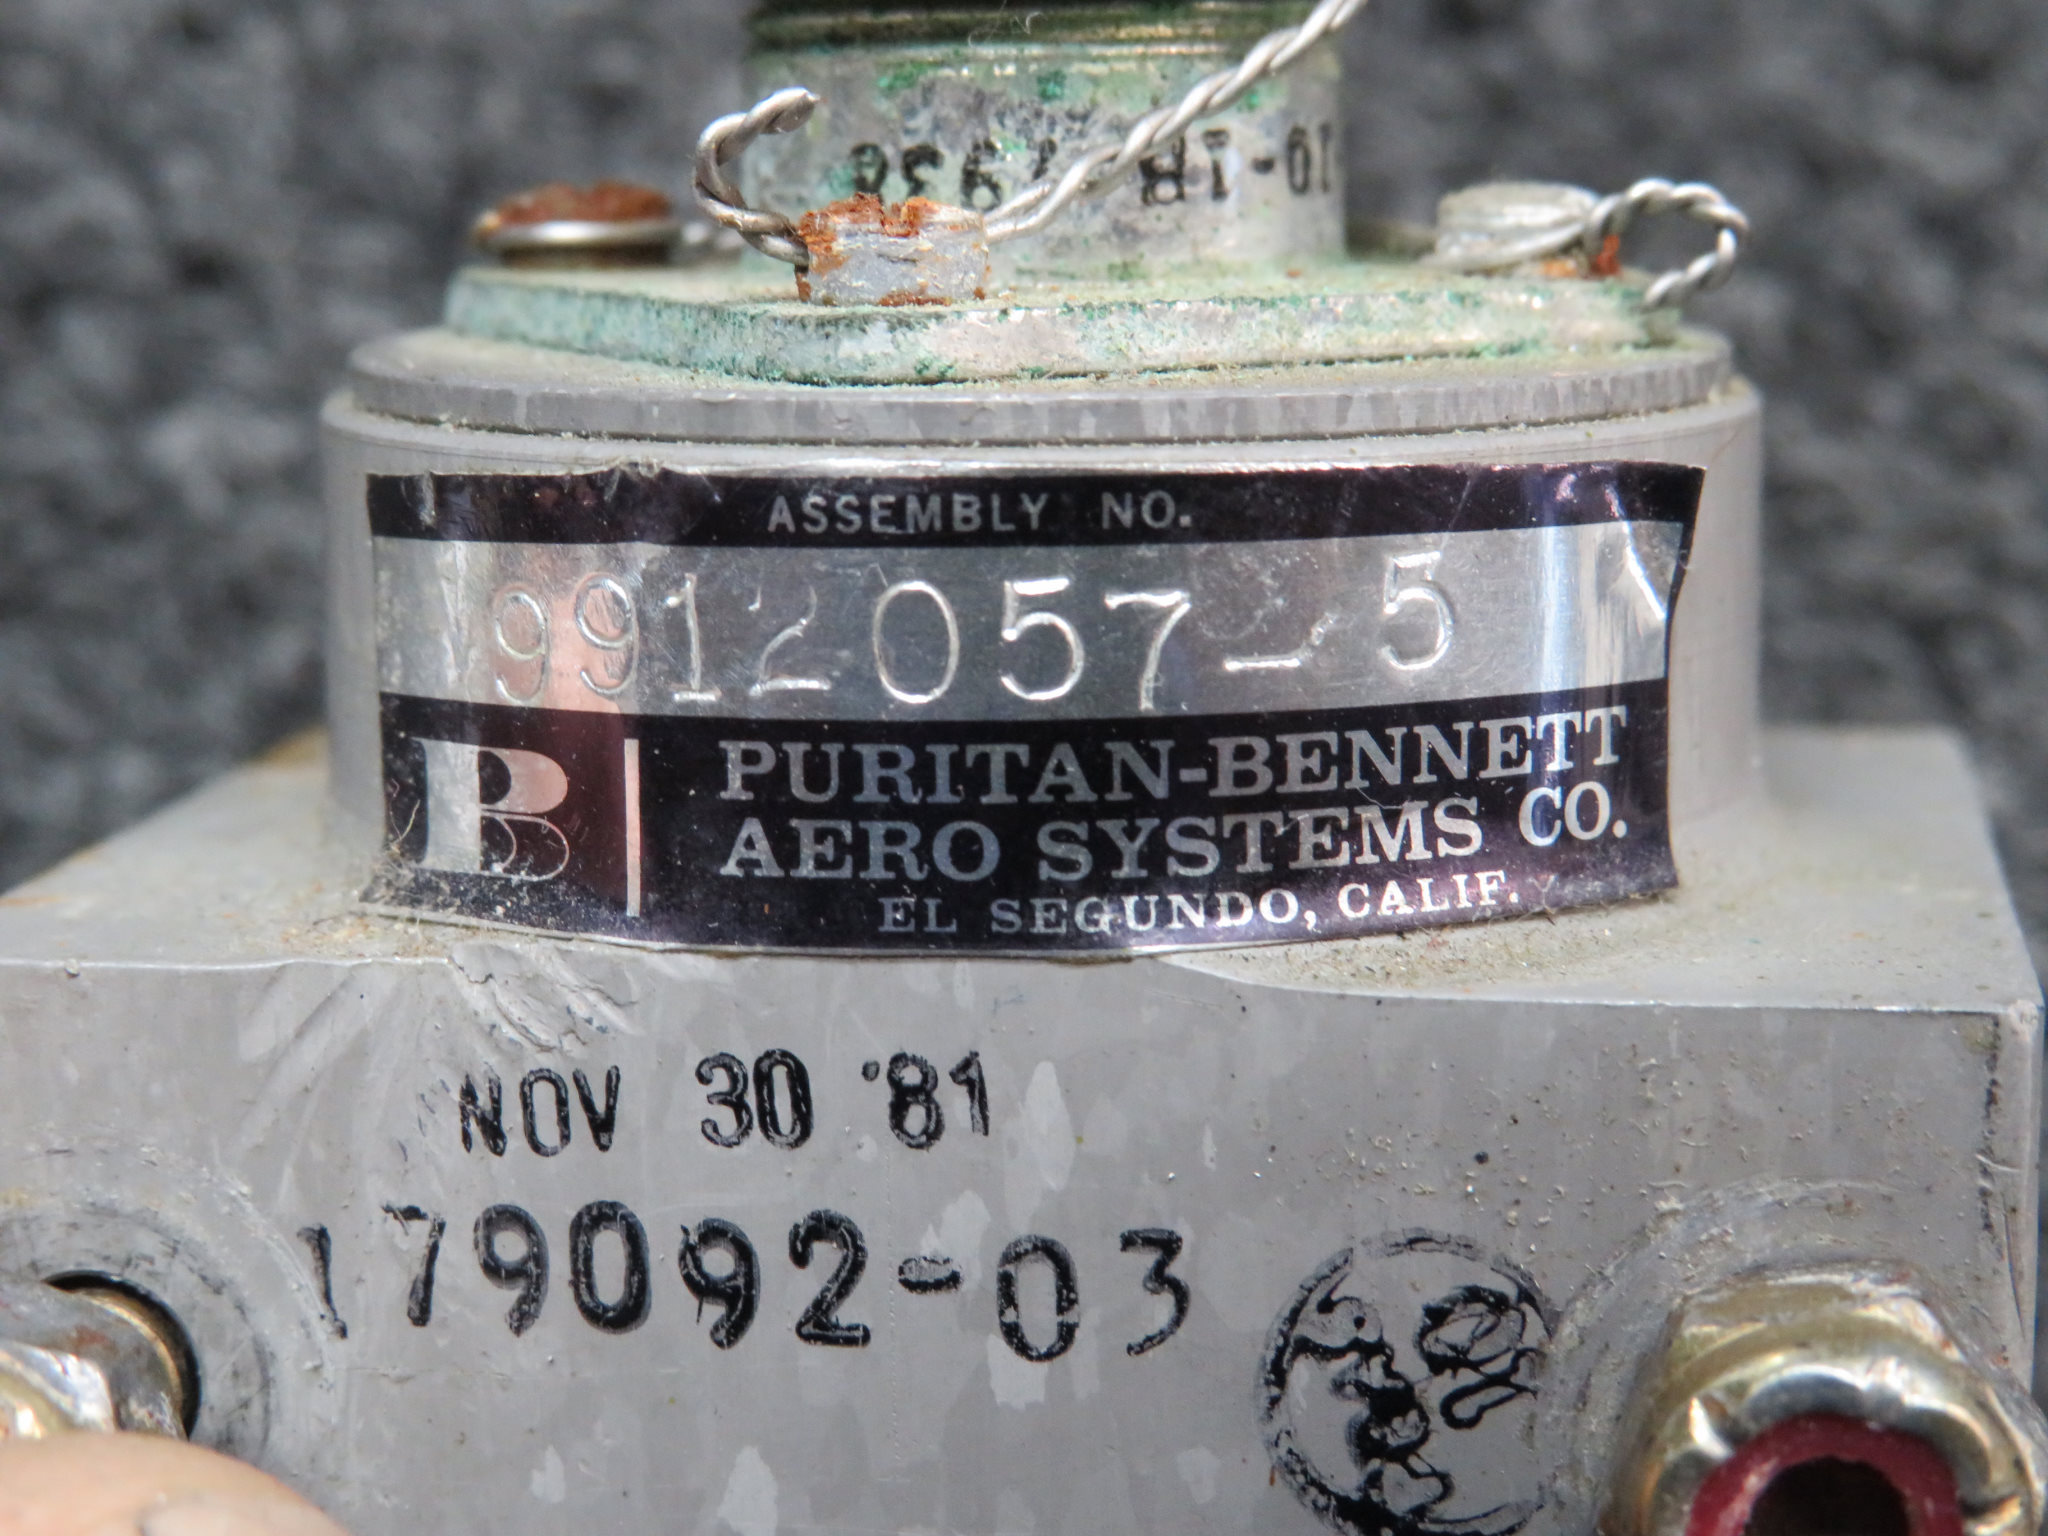 ASSEMBLY NO.
9912057-5
B
PURITAN-BENNETT
AERO SYSTEMS CO.
EL SEGUNDO, CALIF.
NOV 30 '81
179092-03